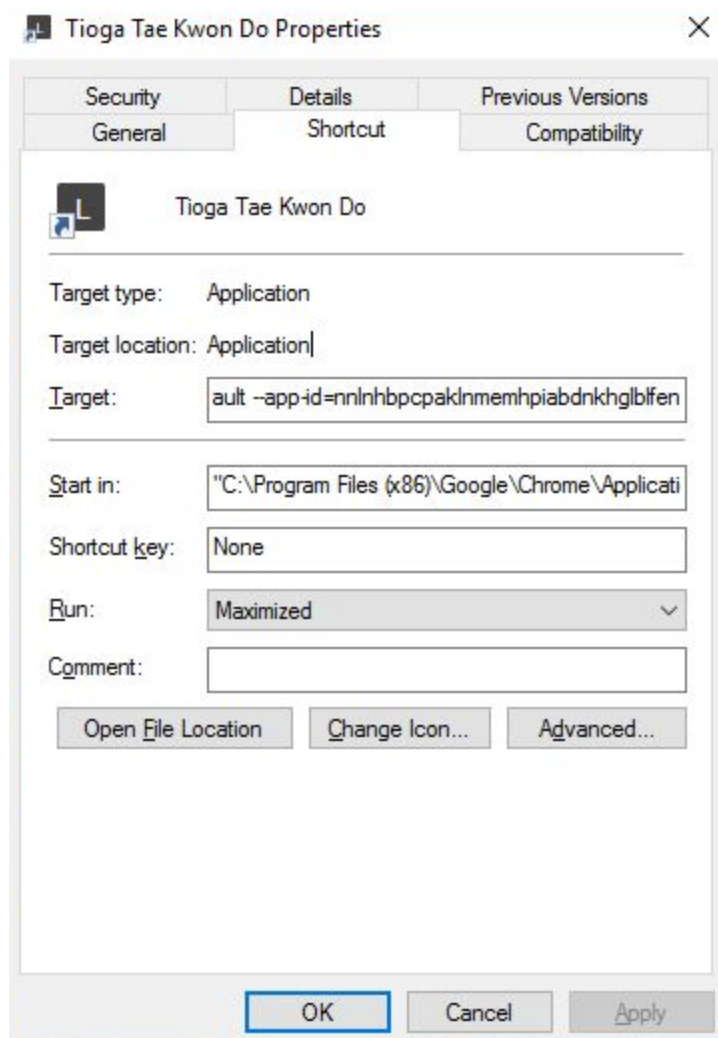 Tioga Tae Kwon Do Properties
Security Details Previous Versions
General Shortcut Compatibility
L Tioga Tae Kwon Do
Target type: Application
Target location: Application
Target: ault --app-id=nnlnhbpcpaklnmemhpiabdnkhglblfen
Start in: "C:\Program Files (x86)\Google\Chrome\Applicati
Shortcut key: None
Run: Maximized
Comment:
Open File Location Change Icon... Advanced...
OK Cancel Apply